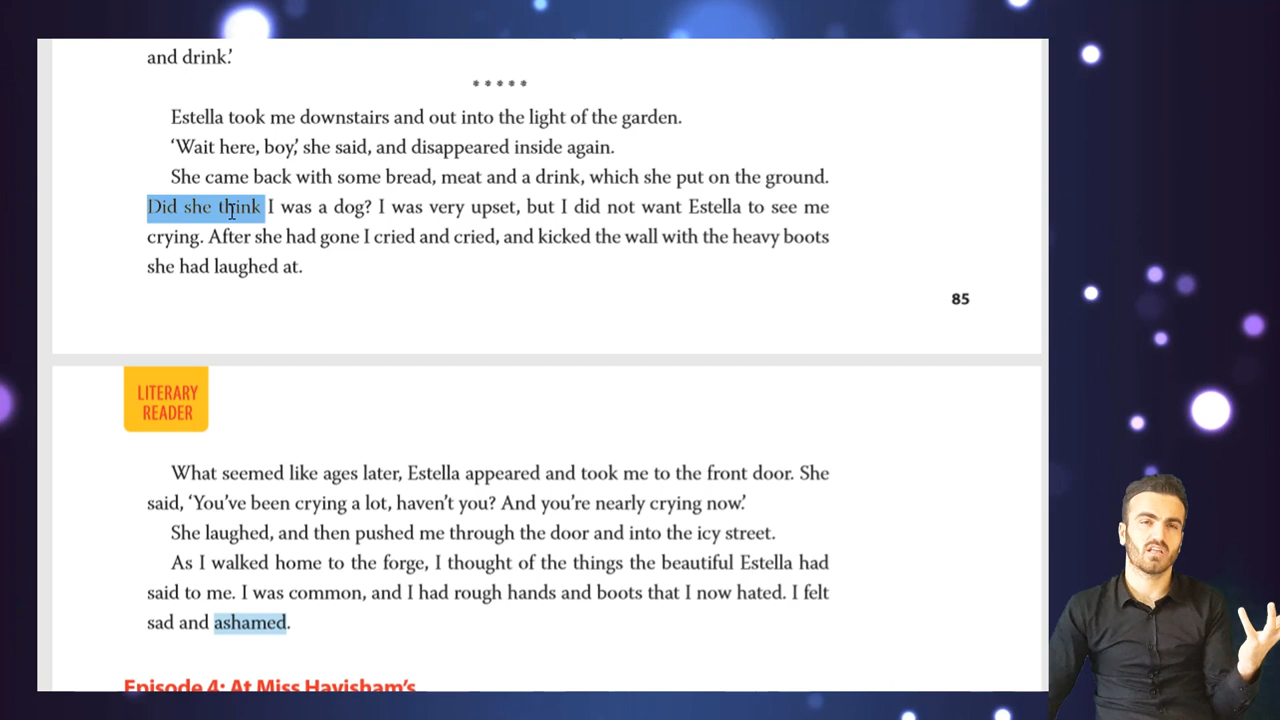 and drink.’
* * * * *
Estella took me downstairs and out into the light of the garden.
‘Wait here, boy,’ she said, and disappeared inside again.
She came back with some bread, meat and a drink, which she put on the ground.
Did she think I was a dog? I was very upset, but I did not want Estella to see me
crying. After she had gone I cried and cried, and kicked the wall with the heavy boots
she had laughed at.
85
LITERARY
READER
What seemed like ages later, Estella appeared and took me to the front door. She
said, ‘You’ve been crying a lot, haven’t you? And you’re nearly crying now.’
She laughed, and then pushed me through the door and into the icy street.
As I walked home to the forge, I thought of the things the beautiful Estella had
said to me. I was common, and I had rough hands and boots that I now hated. I felt
sad and ashamed.
Episode 4: At Miss Havisham’s